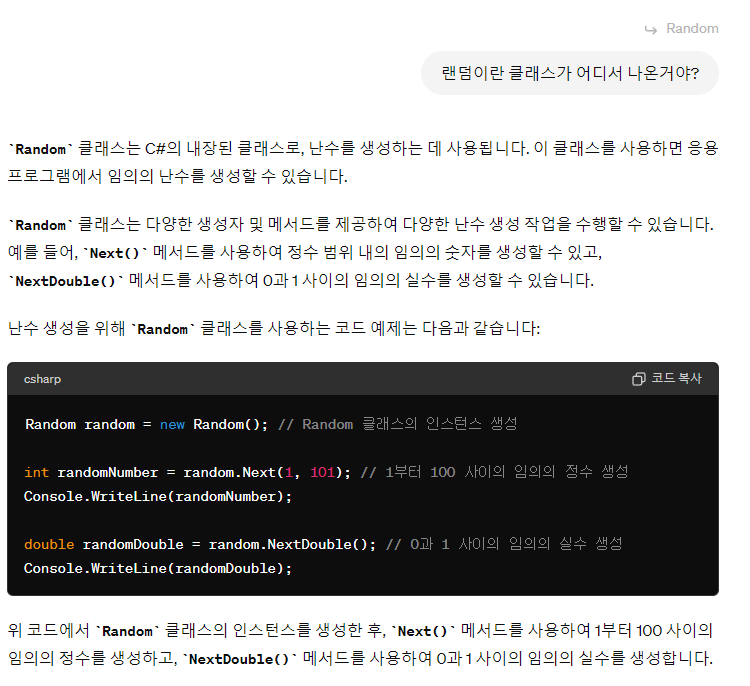 Random
랜덤이란 클래스가 어디서 나온거야?
`Random` 클래스는 C#의 내장된 클래스로, 난수를 생성하는 데 사용됩니다. 이 클래스를 사용하면 응용
프로그램에서 임의의 난수를 생성할 수 있습니다.
`Random` 클래스는 다양한 생성자 및 메서드를 제공하여 다양한 난수 생성 작업을 수행할 수 있습니다.
예를 들어, `Next()` 메서드를 사용하여 정수 범위 내의 임의의 숫자를 생성할 수 있고,
`NextDouble()` 메서드를 사용하여 0과 1 사이의 임의의 실수를 생성할 수 있습니다.
난수 생성을 위해 `Random` 클래스를 사용하는 코드 예제는 다음과 같습니다:
csharp 코드 복사
Random random = new Random(); // Random 클래스의 인스턴스 생성
int randomNumber = random.Next(1, 101); // 1부터 100 사이의 임의의 정수 생성
Console.WriteLine(randomNumber);
double randomDouble = random.NextDouble(); // 0과 1 사이의 임의의 실수 생성
Console.WriteLine(randomDouble);
위 코드에서 `Random` 클래스의 인스턴스를 생성한 후, `Next()` 메서드를 사용하여 1부터 100 사이의
임의의 정수를 생성하고, `NextDouble()` 메서드를 사용하여 0과 1 사이의 임의의 실수를 생성합니다.